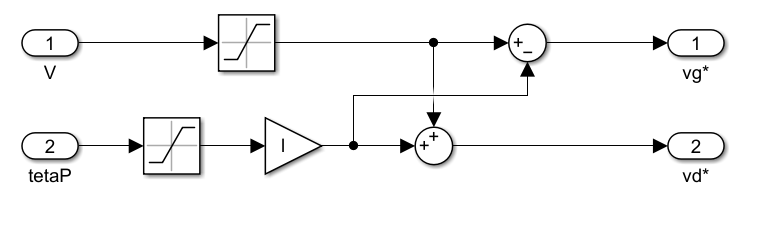 1
V
+
−
1
vg*
2
tetaP
l
+
+
2
vd*